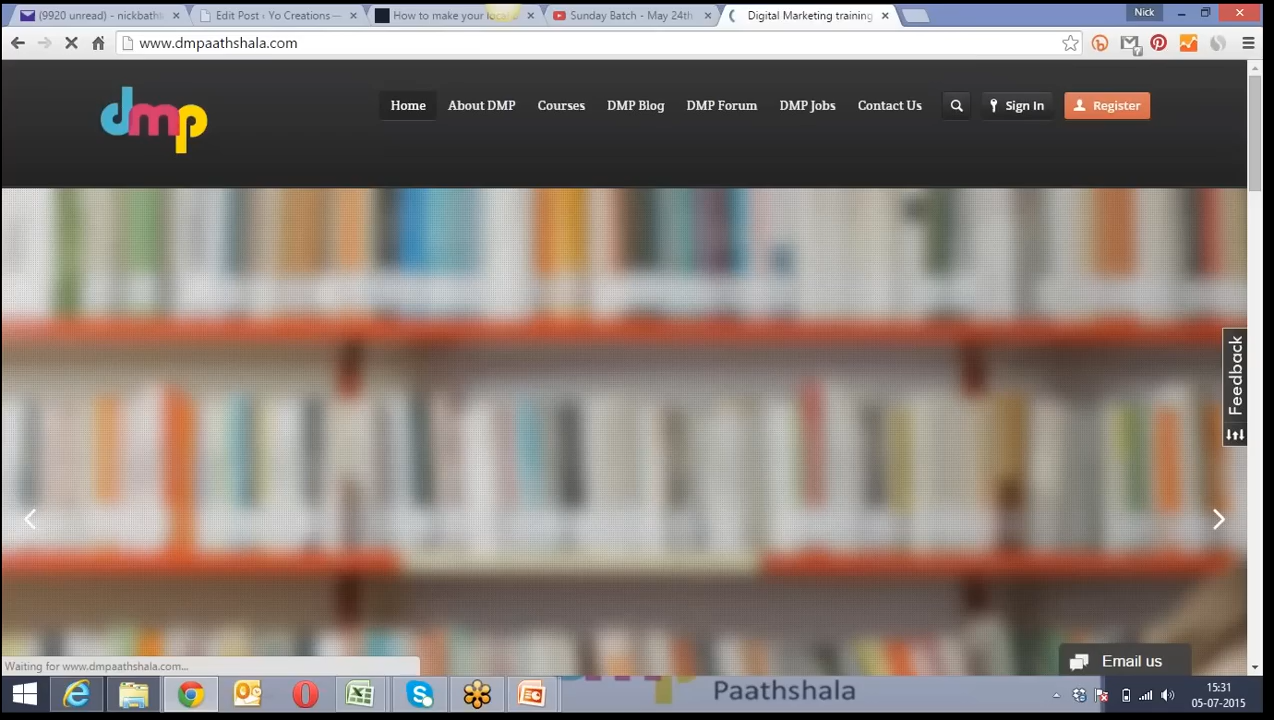 (9920 unread) - nickbath
Edit Post ‹ Yo Creations —
How to make your local b
Sunday Batch - May 24th
Digital Marketing training
Nick
www.dmpaathshala.com
dmp
Home
About DMP
Courses
DMP Blog
DMP Forum
DMP Jobs
Contact Us
Sign In
Register
Feedback
Email us
Waiting for www.dmpaathshala.com...
Paathshala
15:31
05-07-2015